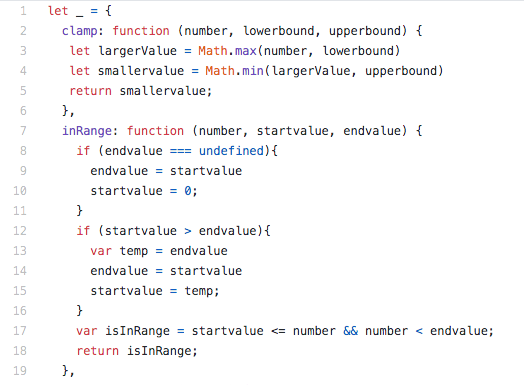 1 let _ = {
2 clamp: function (number, lowerbound, upperbound) {
3 let largerValue = Math.max(number, lowerbound)
4 let smallervalue = Math.min(largerValue, upperbound)
5 return smallervalue;
6 },
7 inRange: function (number, startvalue, endvalue) {
8 if (endvalue === undefined){
9 endvalue = startvalue
10 startvalue = 0;
11 }
12 if (startvalue > endvalue){
13 var temp = endvalue
14 endvalue = startvalue
15 startvalue = temp;
16 }
17 var isInRange = startvalue <= number && number < endvalue;
18 return isInRange;
19 },